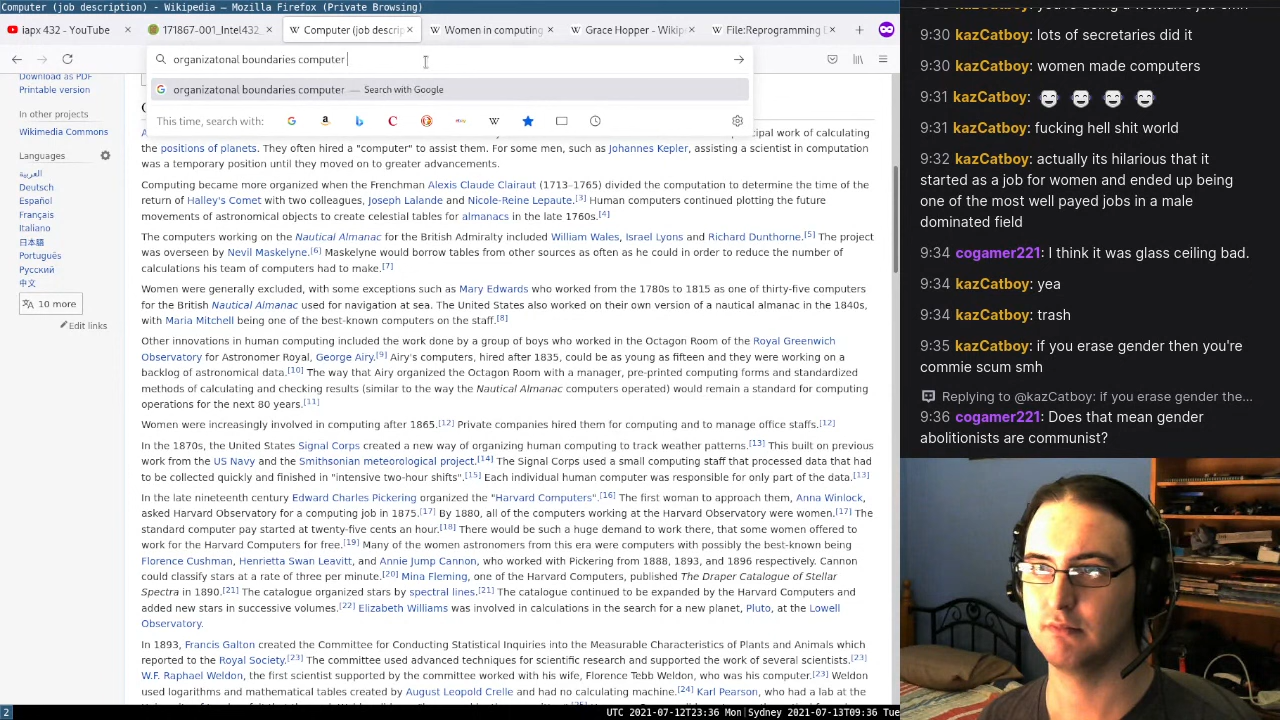 Computer (job description) - Wikipedia — Mozilla Firefox (Private Browsing)
iapx 432 - YouTube
171867-001_Intel432_
Computer (job descrip
Women in computing
Grace Hopper - Wikip
File:Reprogramming
organizatonal boundaries computer
organizatonal boundaries computer — Search with Google
This time, search with:
Download as PDF
Printable version
In other projects
Wikimedia Commons
Languages
العربية
Deutsch
Español
Français
Italiano
日本語
Português
Русский
中文
10 more
Edit links
cipal work of calculating
the positions of planets. They often hired a "computer" to assist them. For some men, such as Johannes Kepler, assisting a scientist in computation
was a temporary position until they moved on to greater advancements.
Computing became more organized when the Frenchman Alexis Claude Clairaut (1713–1765) divided the computation to determine the time of the
return of Halley's Comet with two colleagues, Joseph Lalande and Nicole-Reine Lepaute.[3] Human computers continued plotting the future
movements of astronomical objects to create celestial tables for almanacs in the late 1760s.[4]
The computers working on the Nautical Almanac for the British Admiralty included William Wales, Israel Lyons and Richard Dunthorne.[5] The project
was overseen by Nevil Maskelyne.[6] Maskelyne would borrow tables from other sources as often as he could in order to reduce the number of
calculations his team of computers had to make.[7]
Women were generally excluded, with some exceptions such as Mary Edwards who worked from the 1780s to 1815 as one of thirty-five computers
for the British Nautical Almanac used for navigation at sea. The United States also worked on their own version of a nautical almanac in the 1840s,
with Maria Mitchell being one of the best-known computers on the staff.[8]
Other innovations in human computing included the work done by a group of boys who worked in the Octagon Room of the Royal Greenwich
Observatory for Astronomer Royal, George Airy.[9] Airy's computers, hired after 1835, could be as young as fifteen and they were working on a
backlog of astronomical data.[10] The way that Airy organized the Octagon Room with a manager, pre-printed computing forms and standardized
methods of calculating and checking results (similar to the way the Nautical Almanac computers operated) would remain a standard for computing
operations for the next 80 years.[11]
Women were increasingly involved in computing after 1865.[12] Private companies hired them for computing and to manage office staffs.[12]
In the 1870s, the United States Signal Corps created a new way of organizing human computing to track weather patterns.[13] This built on previous
work from the US Navy and the Smithsonian meteorological project.[14] The Signal Corps used a small computing staff that processed data that had
to be collected quickly and finished in "intensive two-hour shifts".[15] Each individual human computer was responsible for only part of the data.[13]
In the late nineteenth century Edward Charles Pickering organized the "Harvard Computers".[16] The first woman to approach them, Anna Winlock,
asked Harvard Observatory for a computing job in 1875.[17] By 1880, all of the computers working at the Harvard Observatory were women.[17] The
standard computer pay started at twenty-five cents an hour.[18] There would be such a huge demand to work there, that some women offered to
work for the Harvard Computers for free.[19] Many of the women astronomers from this era were computers with possibly the best-known being
Florence Cushman, Henrietta Swan Leavitt, and Annie Jump Cannon, who worked with Pickering from 1888, 1893, and 1896 respectively. Cannon
could classify stars at a rate of three per minute.[20] Mina Fleming, one of the Harvard Computers, published The Draper Catalogue of Stellar
Spectra in 1890.[21] The catalogue organized stars by spectral lines.[21] The catalogue continued to be expanded by the Harvard Computers and
added new stars in successive volumes.[22] Elizabeth Williams was involved in calculations in the search for a new planet, Pluto, at the Lowell
Observatory.
In 1893, Francis Galton created the Committee for Conducting Statistical Inquiries into the Measurable Characteristics of Plants and Animals which
reported to the Royal Society.[23] The committee used advanced techniques for scientific research and supported the work of several scientists.[23]
W.F. Raphael Weldon, the first scientist supported by the committee worked with his wife, Florence Tebb Weldon, who was his computer.[23] Weldon
used logarithms and mathematical tables created by August Leopold Crelle and had no calculating machine.[24] Karl Pearson, who had a lab at the
9:30 kazCatboy: lots of secretaries did it
9:30 kazCatboy: women made computers
9:31 kazCatboy:
9:31 kazCatboy: fucking hell shit world
9:32 kazCatboy: actually its hilarious that it
started as a job for women and ended up being
one of the most well payed jobs in a male
dominated field
9:34 cogamer221: I think it was glass ceiling bad.
9:34 kazCatboy: yea
9:34 kazCatboy: trash
9:35 kazCatboy: if you erase gender then you're
commie scum smh
Replying to @kazCatboy: if you erase gender the...
9:36 cogamer221: Does that mean gender
abolitionists are communist?
2
UTC 2021-07-12T23:36 Mon|Sydney 2021-07-13T09:36 Tue